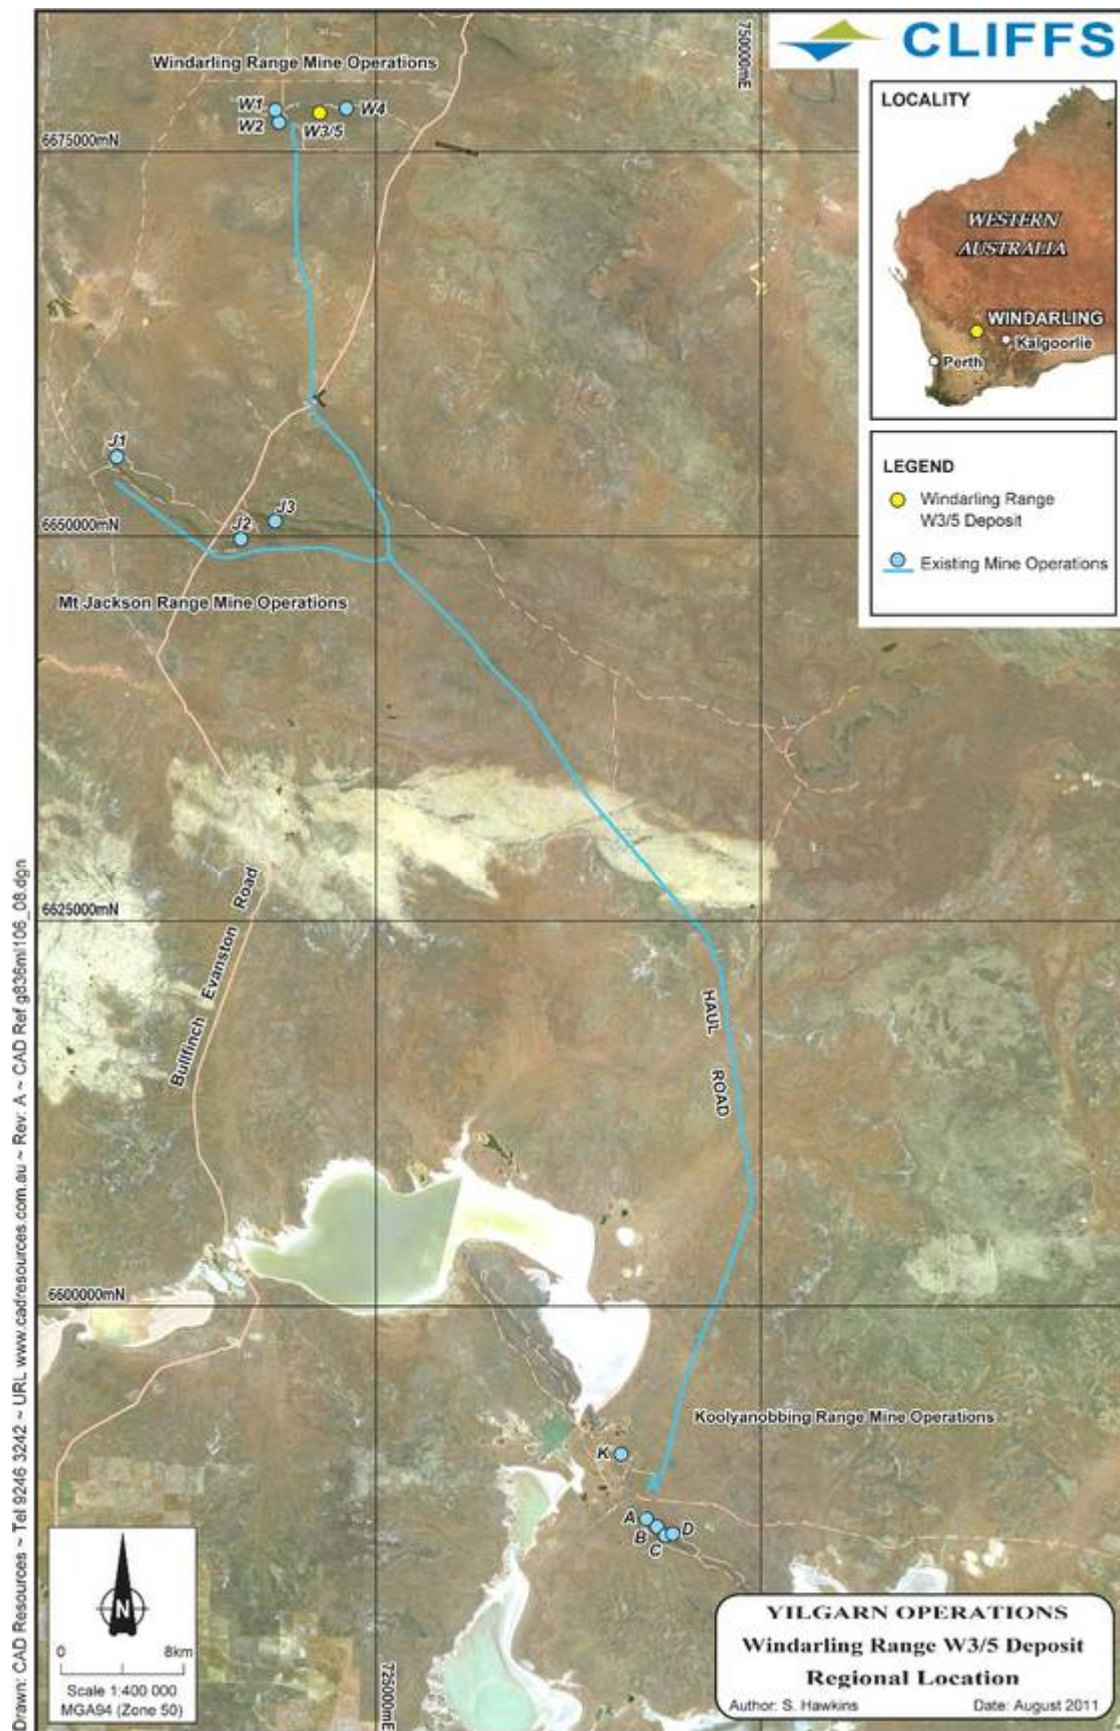 CLIFFS
750000mE
Windarling Range Mine Operations
W1
W2
W3/5
W4
6675000mN
LOCALITY
WESTERN
AUSTRALIA
WINDARLING
Kalgoorlie
Perth
LEGEND
Windarling Range
W3/5 Deposit
Existing Mine Operations
J1
J2
J3
6650000mN
Mt Jackson Range Mine Operations
6625000mN
Bullfinch Evanston Road
HAUL ROAD
6600000mN
Koolyanobbing Range Mine Operations
K
A
B
C
D
N
0 8km
Scale 1:400 000
MGA94 (Zone 50)
725000mE
YILGARN OPERATIONS
Windarling Range W3/5 Deposit
Regional Location
Author: S. Hawkins Date: August 2011
Drawn: CAD Resources ~ Tel 9246 3242 ~ URL www.cadresources.com.au ~ Rev: A ~ CAD Ref g836ml106_08.dgn